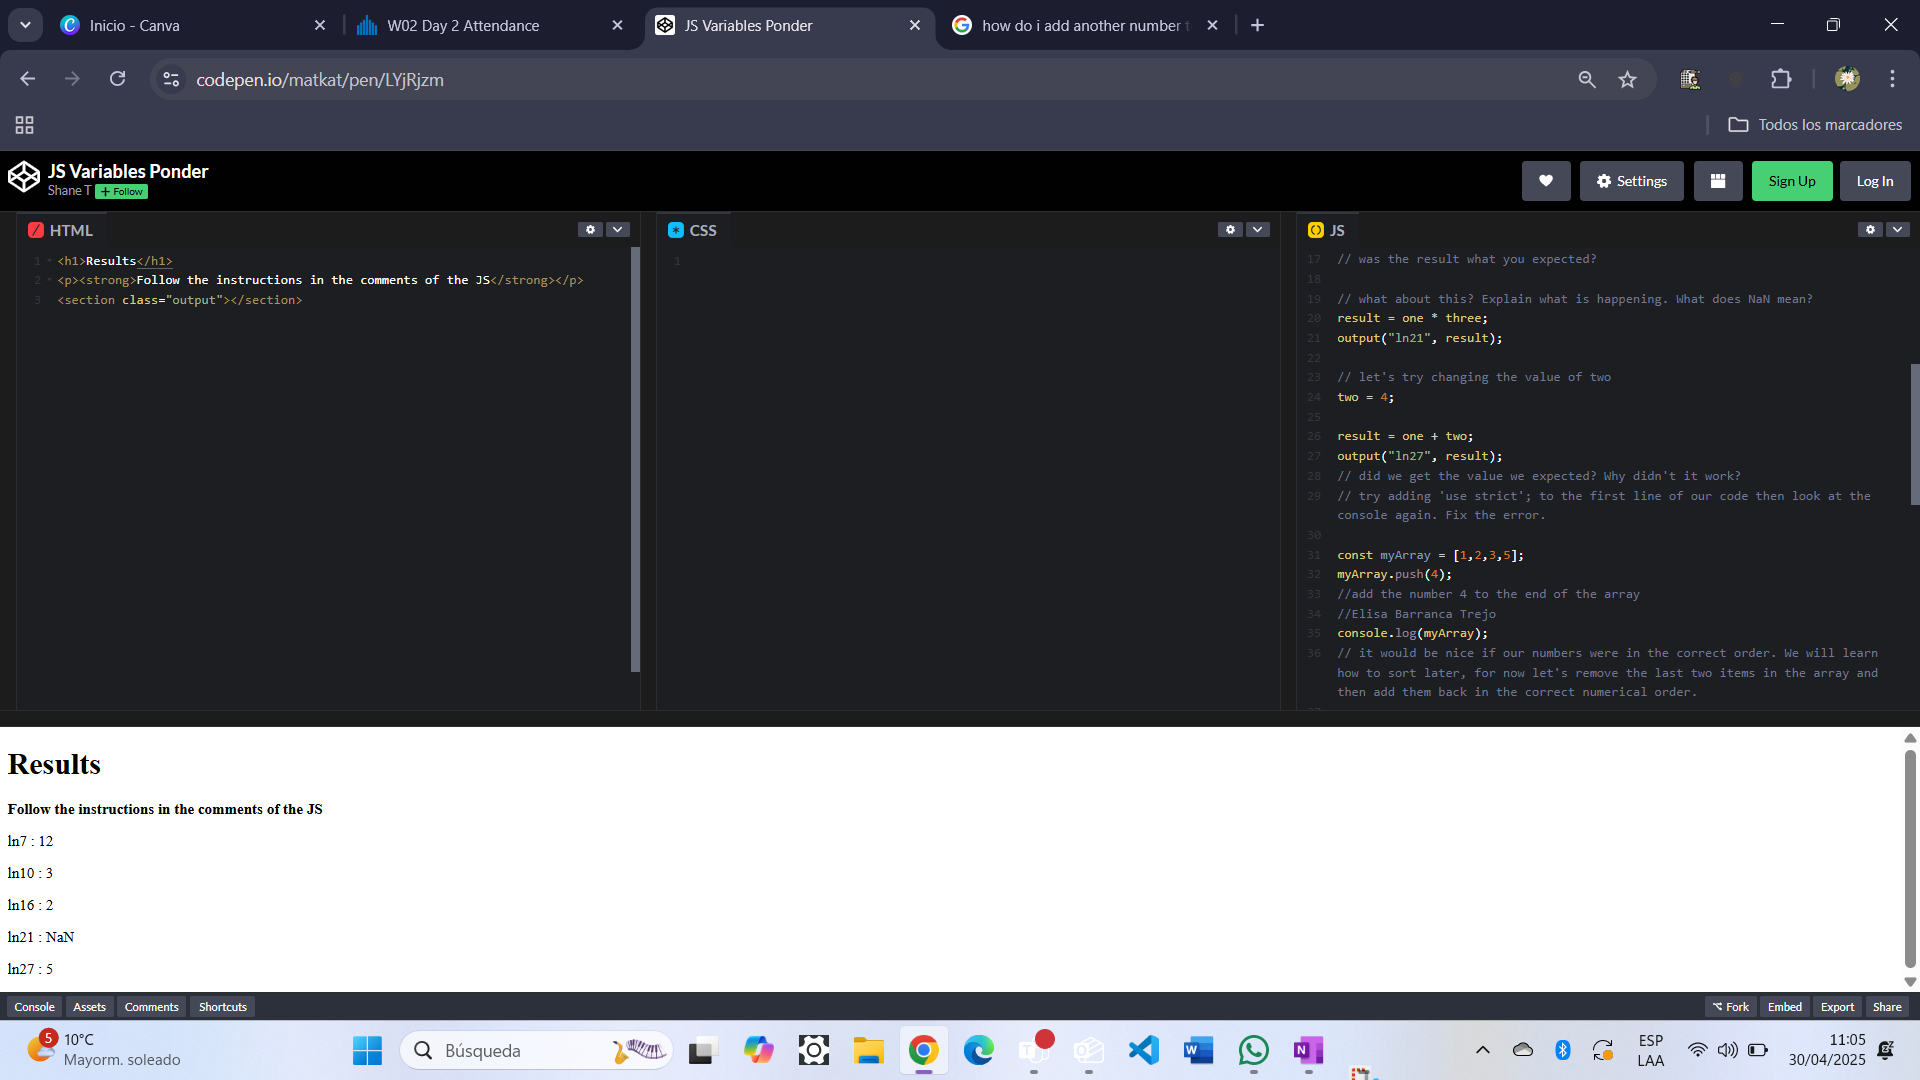 Inicio - Canva
W02 Day 2 Attendance
JS Variables Ponder
how do i add another number t
codepen.io/matkat/pen/LYjRjzm
Todos los marcadores
JS Variables Ponder
Shane T + Follow
Settings
Sign Up
Log In
HTML
1 <h1>Results</h1>
2 <p><strong>Follow the instructions in the comments of the JS</strong></p>
3 <section class="output"></section>
CSS
1
JS
17 // was the result what you expected?
18
19 // what about this? Explain what is happening. What does NaN mean?
20 result = one * three;
21 output("ln21", result);
22
23 // let's try changing the value of two
24 two = 4;
25
26 result = one + two;
27 output("ln27", result);
28 // did we get the value we expected? Why didn't it work?
29 // try adding 'use strict'; to the first line of our code then look at the
console again. Fix the error.
30
31 const myArray = [1,2,3,5];
32 myArray.push(4);
33 //add the number 4 to the end of the array
34 //Elisa Barranca Trejo
35 console.log(myArray);
36 // it would be nice if our numbers were in the correct order. We will learn
how to sort later, for now let's remove the last two items in the array and
then add them back in the correct numerical order.
Results
Follow the instructions in the comments of the JS
ln7 : 12
ln10 : 3
ln16 : 2
ln21 : NaN
ln27 : 5
Console
Assets
Comments
Shortcuts
Fork
Embed
Export
Share
5
10°C
Mayorm. soleado
Búsqueda
ESP
LAA
11:05
30/04/2025